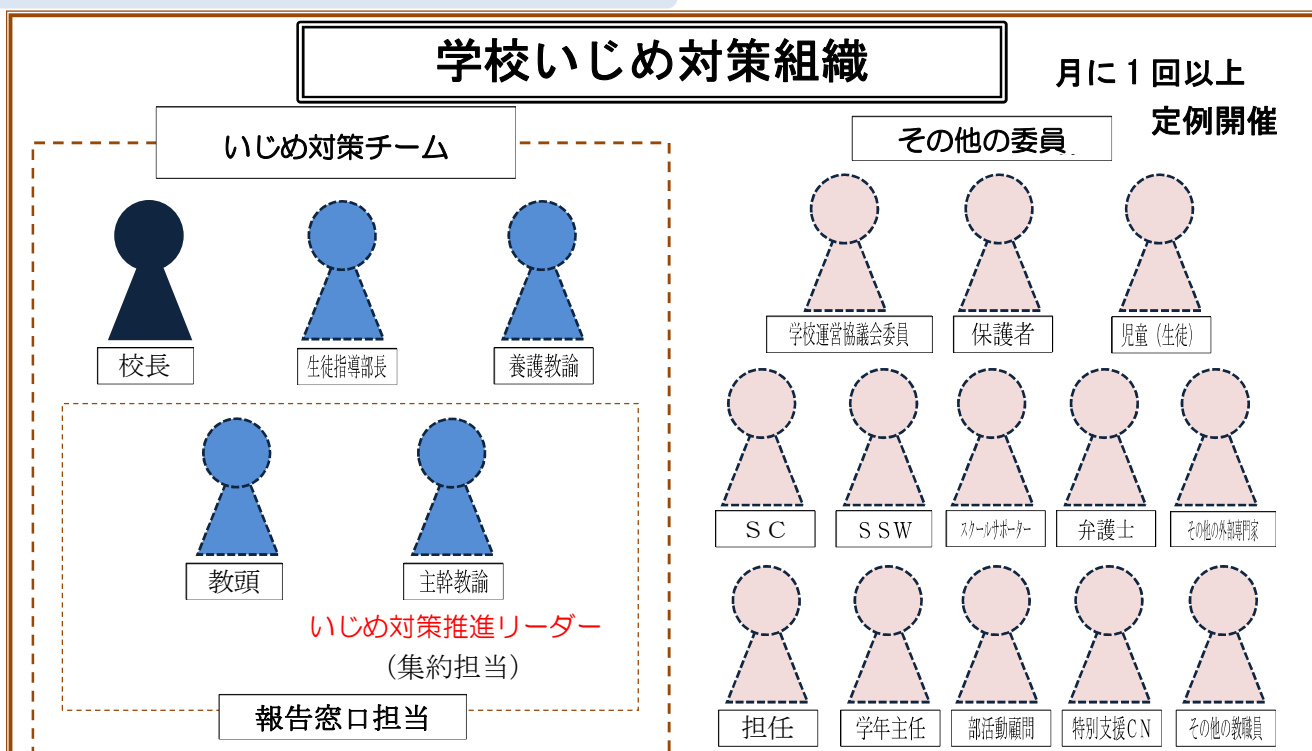 学校いじめ対策組織
月に１回以上
定例開催
いじめ対策チーム
その他の委員
校長
生徒指導部長
養護教諭
学校運営協議会委員
保護者
児童（生徒）
教頭
主幹教諭
いじめ対策推進リーダー
（集約担当）
報告窓口担当
ＳＣ
ＳＳＷ
スクールサポーター
弁護士
その他の外部専門家
担任
学年主任
部活動顧問
特別支援ＣＮ
その他の教職員